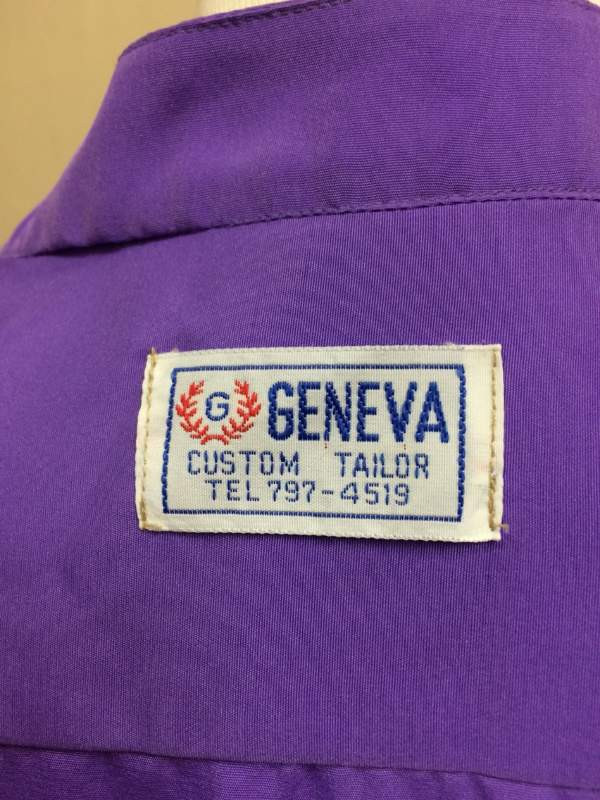 G GENEVA
CUSTOM TAILOR
TEL 797-4519